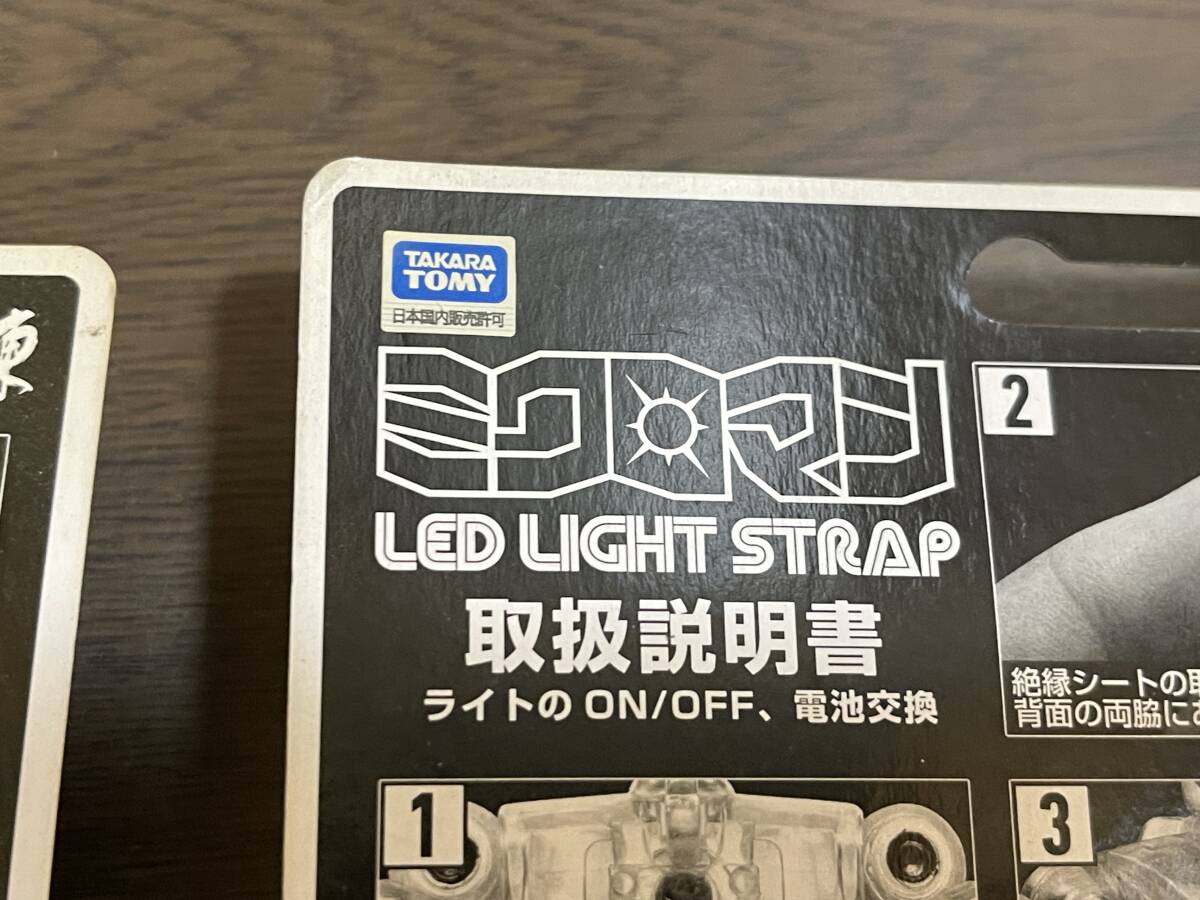 TAKARA
TOMY
日本国内販売許可
ミクロマン
LED LIGHT STRAP
取扱説明書
ライトの ON/OFF、電池交換
1
2
絶縁シートの取
背面の両脇にあ
3